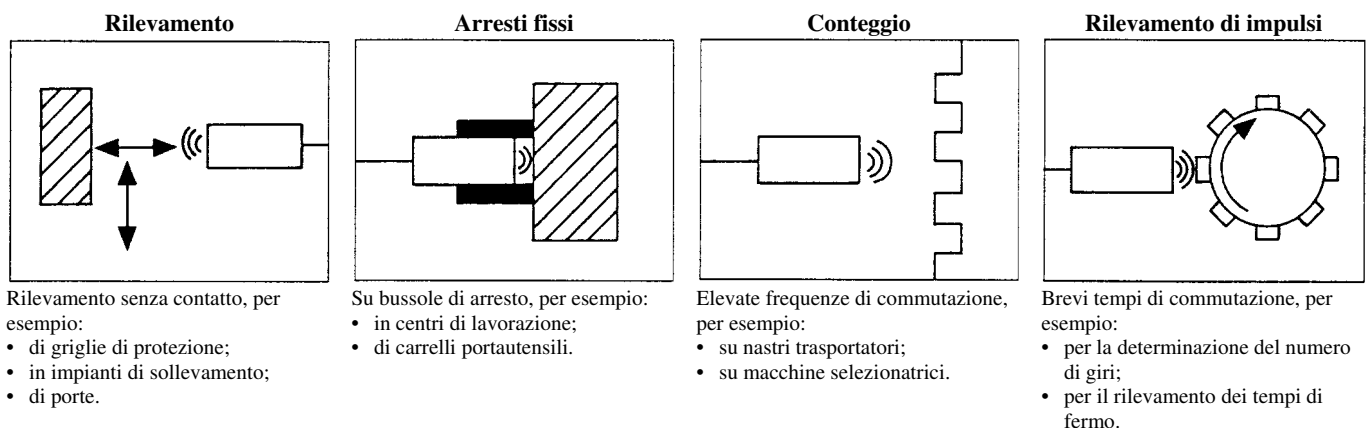 Rilevamento
Rilevamento senza contatto, per
esempio:
• di griglie di protezione;
• in impianti di sollevamento;
• di porte.
Arresti fissi
Su bussole di arresto, per esempio:
• in centri di lavorazione;
• di carrelli portautensili.
Conteggio
Elevate frequenze di commutazione,
per esempio:
• su nastri trasportatori;
• su macchine selezionatrici.
Rilevamento di impulsi
Brevi tempi di commutazione, per
esempio:
• per la determinazione del numero
di giri;
• per il rilevamento dei tempi di
fermo.